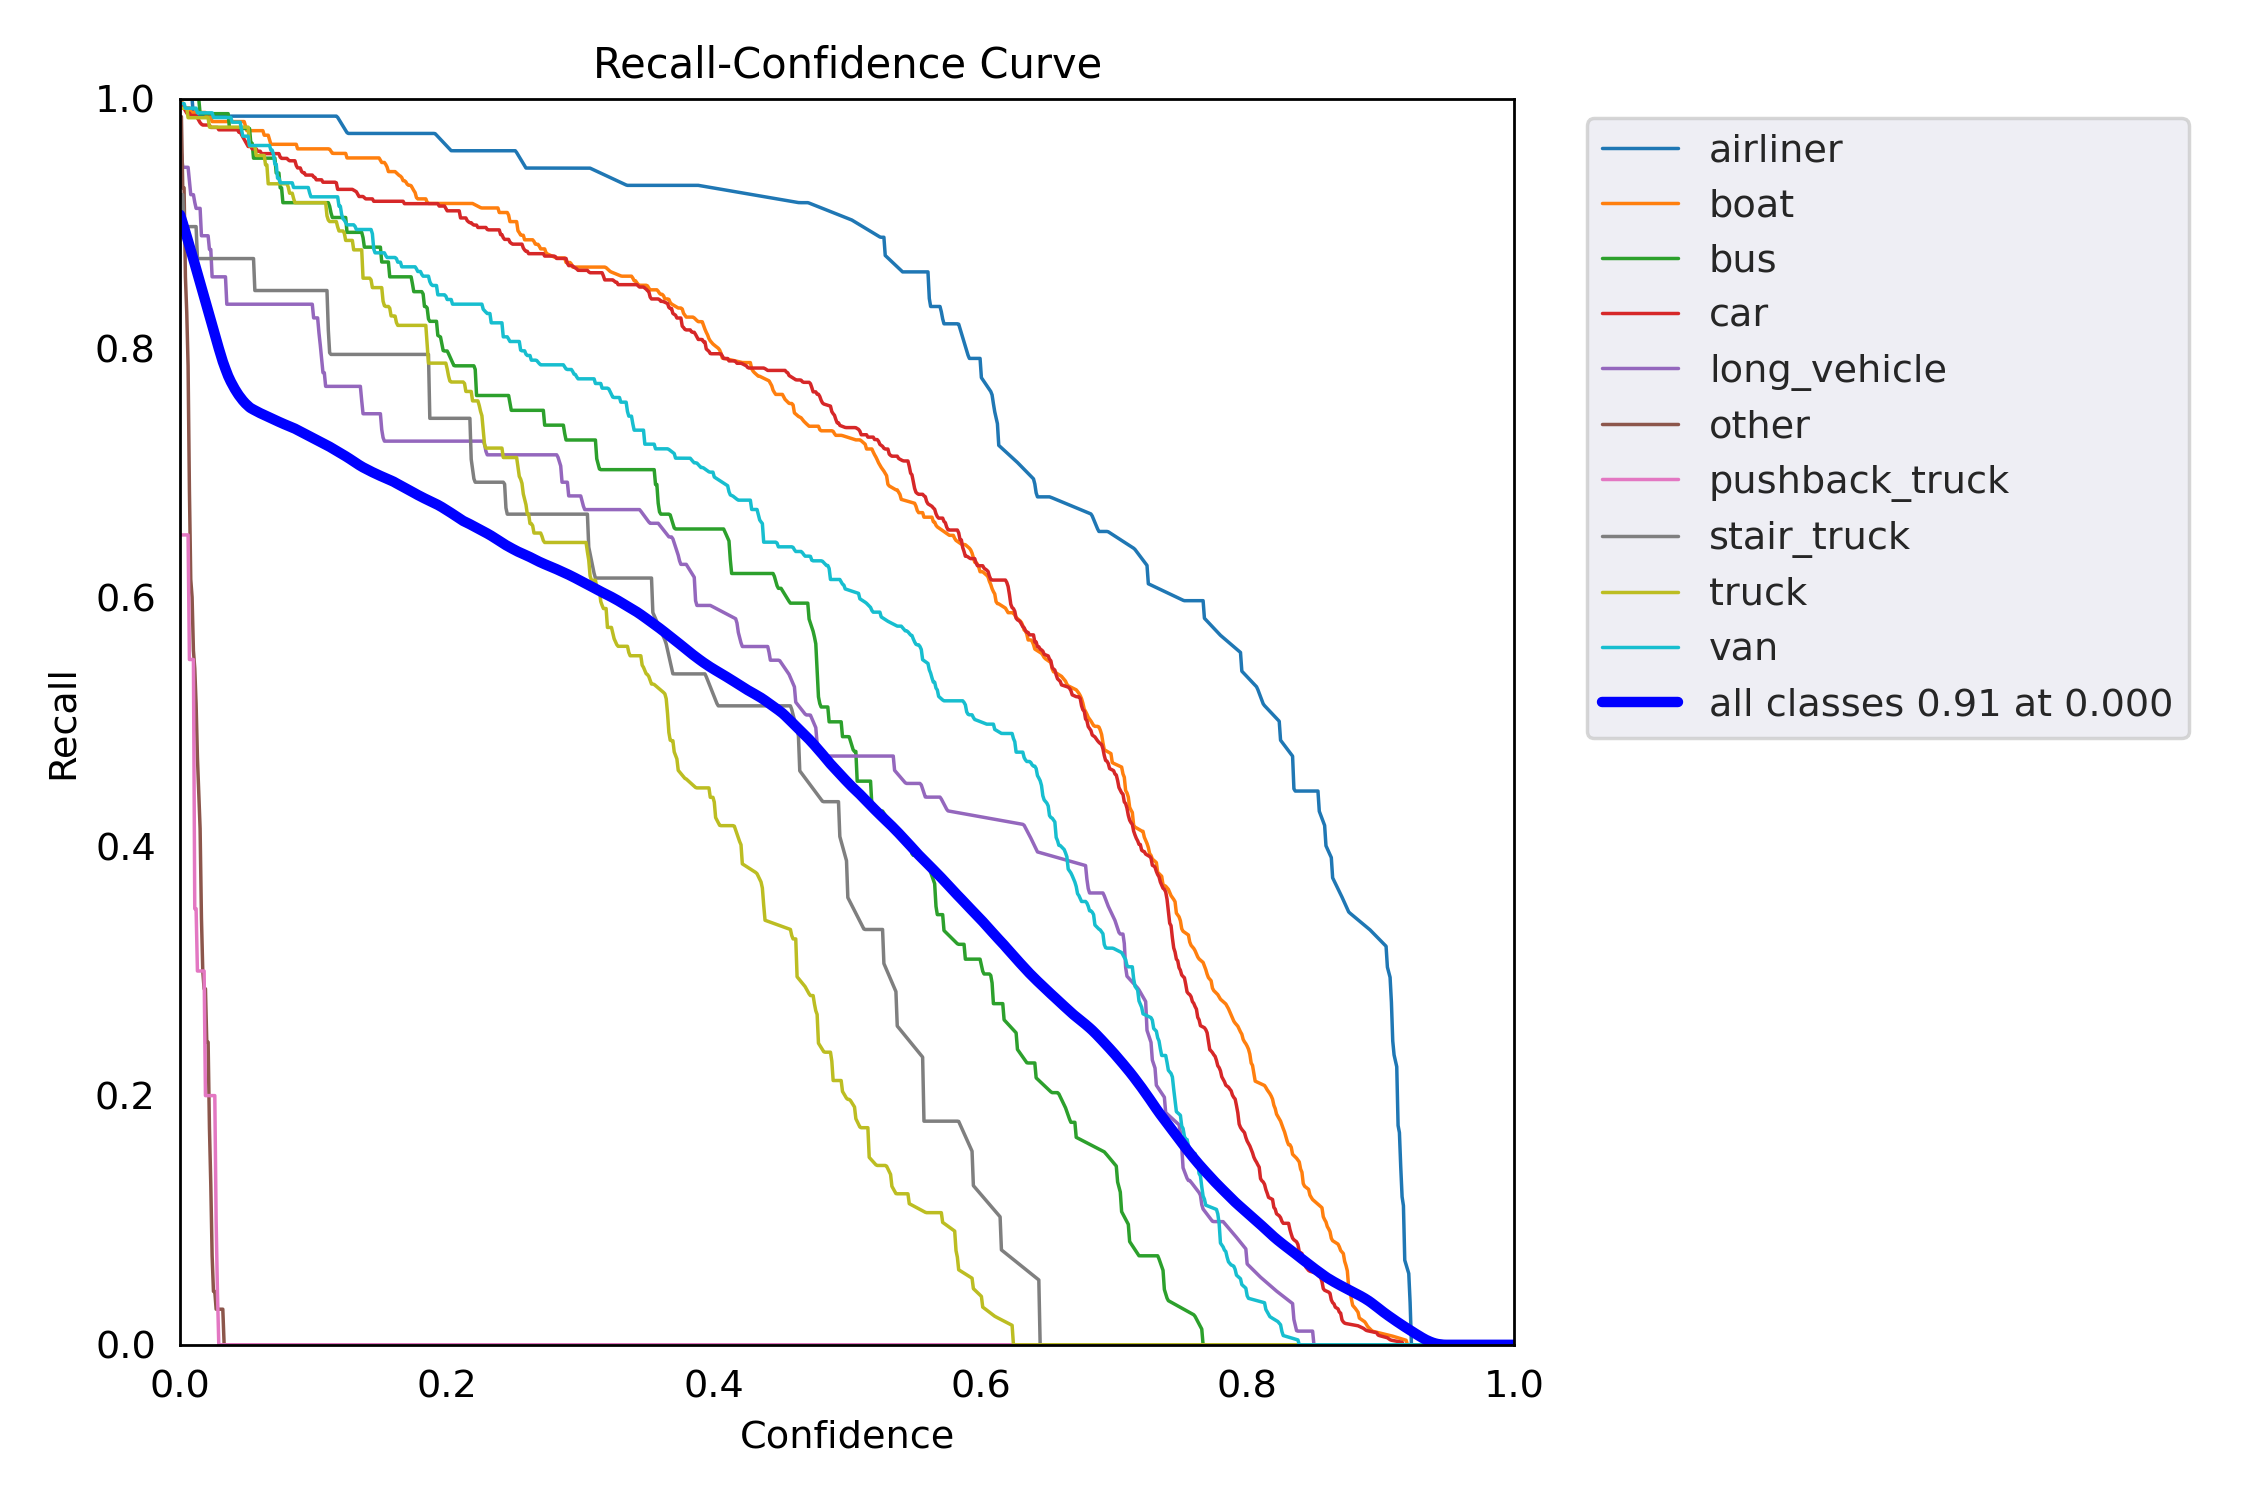 Recall-Confidence Curve
1.0
0.8
0.6
0.4
0.2
0.0
Recall
0.0 0.2 0.4 0.6 0.8 1.0
Confidence
airliner
boat
bus
car
long_vehicle
other
pushback_truck
stair_truck
truck
van
all classes 0.91 at 0.000